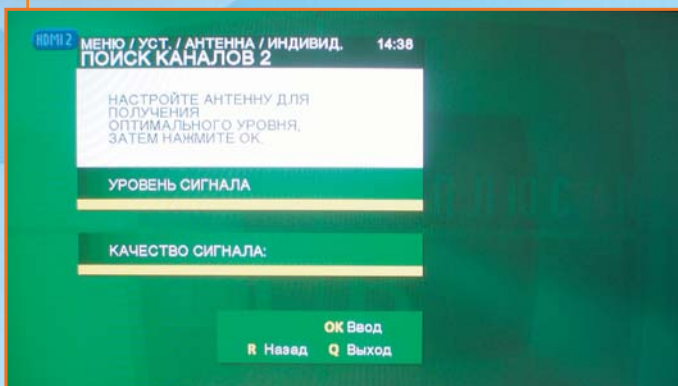 HDMI 2
МЕНЮ / УСТ. / АНТЕННА / ИНДИВИД. 14:38
ПОИСК КАНАЛОВ 2
НАСТРОЙТЕ АНТЕННУ ДЛЯ
ПОЛУЧЕНИЯ
ОПТИМАЛЬНОГО УРОВНЯ,
ЗАТЕМ НАЖМИТЕ ОК.
УРОВЕНЬ СИГНАЛА
КАЧЕСТВО СИГНАЛА:
OK Ввод
R Назад Q Выход